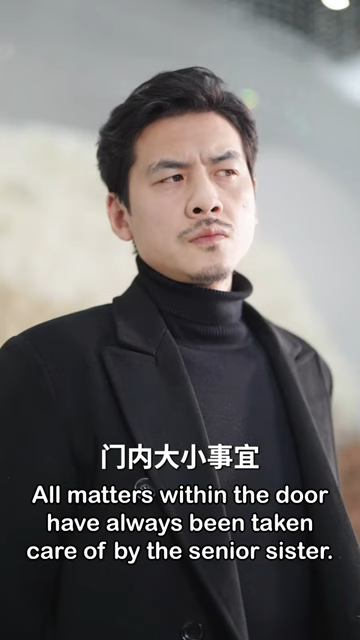 门内大小事宜
All matters within the door
have always been taken
care of by the senior sister.